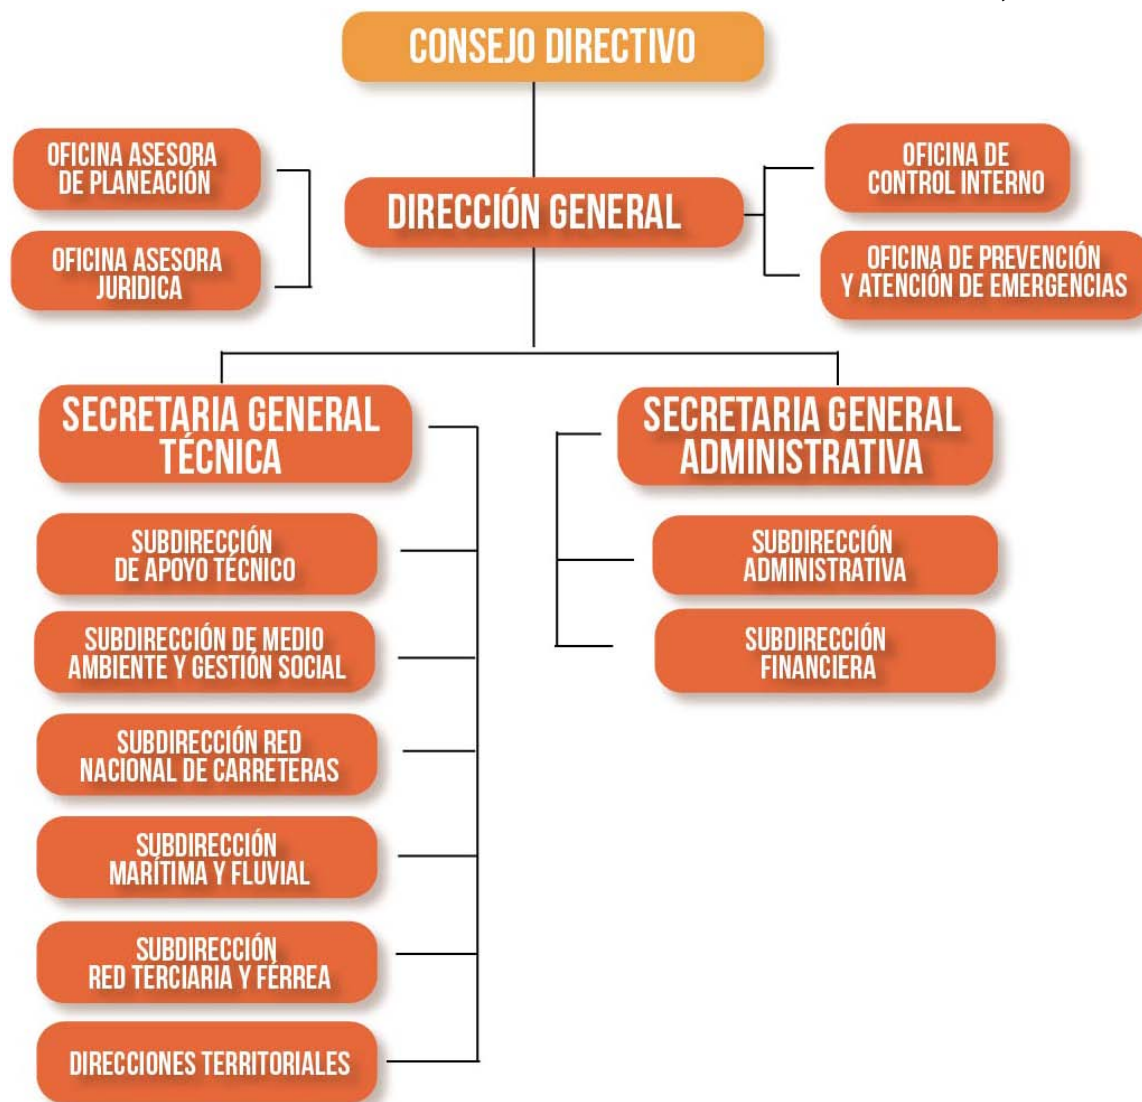 CONSEJO DIRECTIVO
OFICINA ASESORA
DE PLANEACIÓN
OFICINA ASESORA
JURIDICA
DIRECCIÓN GENERAL
OFICINA DE
CONTROL INTERNO
OFICINA DE PREVENCIÓN
Y ATENCIÓN DE EMERGENCIAS
SECRETARIA GENERAL
TÉCNICA
SUBDIRECCIÓN
DE APOYO TÉCNICO
SUBDIRECCIÓN DE MEDIO
AMBIENTE Y GESTIÓN SOCIAL
SUBDIRECCIÓN RED
NACIONAL DE CARRETERAS
SUBDIRECCIÓN
MARÍTIMA Y FLUVIAL
SUBDIRECCIÓN
RED TERCIARIA Y FÉRREA
DIRECCIONES TERRITORIALES
SECRETARIA GENERAL
ADMINISTRATIVA
SUBDIRECCIÓN
ADMINISTRATIVA
SUBDIRECCIÓN
FINANCIERA